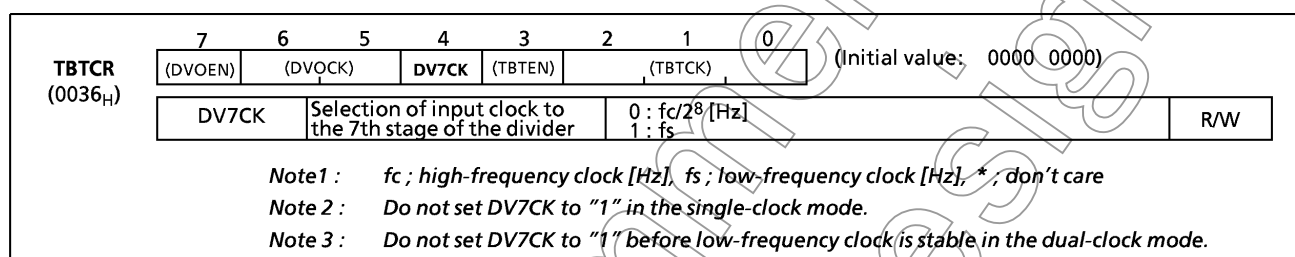 7 6 5 4 3 2 1 0
TBTCR (DVOEN) (DVOCK) DV7CK (TBTEN) (TBTCK) (Initial value: 0000 0000)
(0036H)
DV7CK Selection of input clock to 0 : fc/2⁸ [Hz] R/W
the 7th stage of the divider 1 : fs
Note1 : fc ; high-frequency clock [Hz], fs ; low-frequency clock [Hz], * ; don't care
Note 2 : Do not set DV7CK to "1" in the single-clock mode.
Note 3 : Do not set DV7CK to "1" before low-frequency clock is stable in the dual-clock mode.